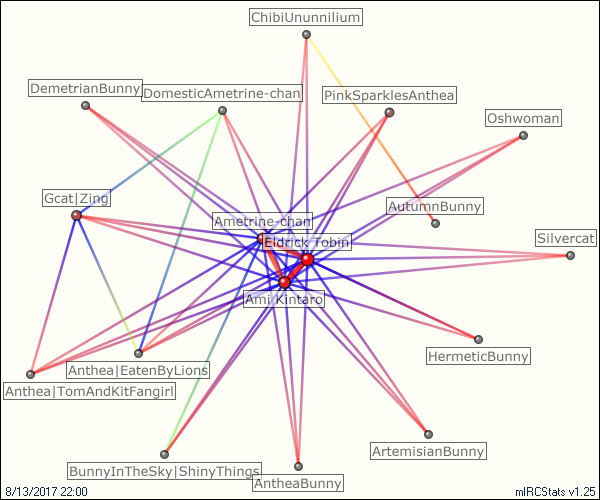 ChibiUnunnilium
DemetrianBunny
DomesticAmetrine-chan
PinkSparklesAnthea
Oshwoman
Gcat|Zing
AutumnBunny
Ametrine-chan
Eldrick Tobin
Silvercat
Ami Kintaro
HermeticBunny
Anthea|EatenByLions
Anthea|TomAndKitFangirl
ArtemisianBunny
BunnyInTheSky|ShinyThings
AntheaBunny
8/13/2017 22:00
mIRCStats v1.25